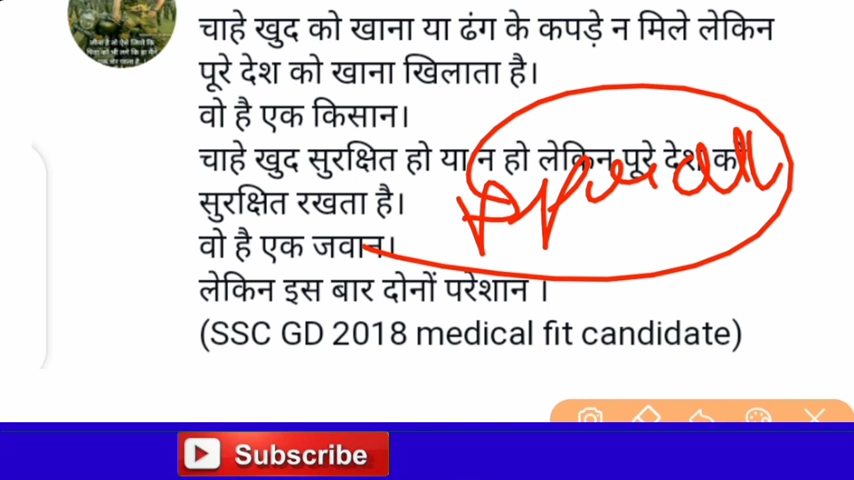 चाहे खुद को खाना या ढंग के कपड़े न मिले लेकिन
पूरे देश को खाना खिलाता है।
वो है एक किसान।
चाहे खुद सुरक्षित हो या न हो लेकिन पूरे देश को
सुरक्षित रखता है।
वो है एक जवान।
लेकिन इस बार दोनों परेशान ।
(SSC GD 2018 medical fit candidate)
Subscribe